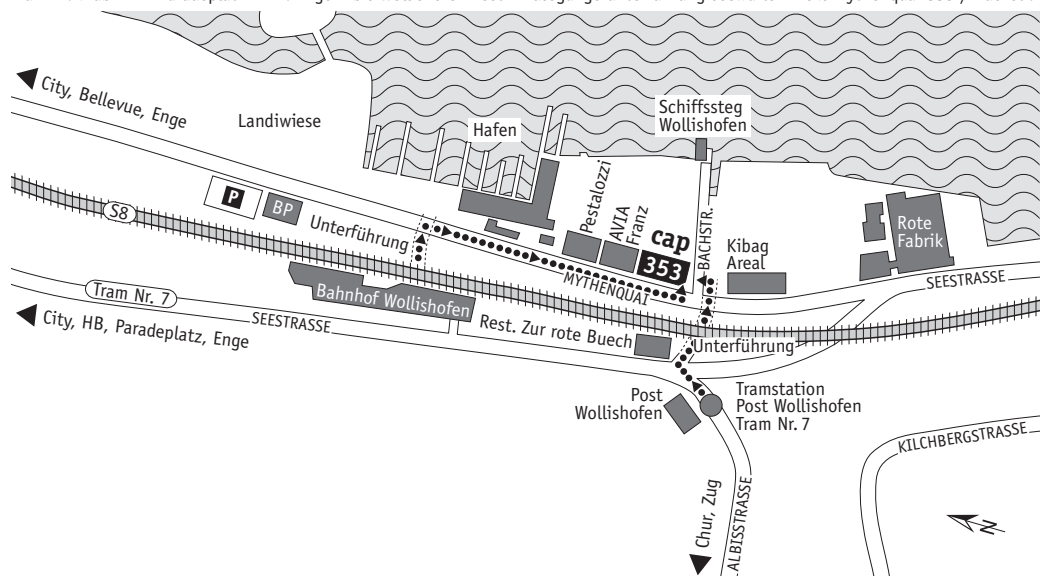 City, Bellevue, Enge
Landiwiese
Hafen
Schiffssteg
Wollishofen
P
BP
S8
Unterführung
Pestalozzi
AVIA
Franz
cap
353
BACHSTR.
Kibag
Areal
Rote
Fabrik
MYTHENQUAI
SEESTRASSE
Bahnhof Wollishofen
Tram Nr. 7
SEESTRASSE
City, HB, Paradeplatz, Enge
Rest. Zur rote Buech
Unterführung
Post
Wollishofen
Tramstation
Post Wollishofen
Tram Nr. 7
KILCHBERGSTRASSE
Chur, Zug
ALBISSTRASSE
N